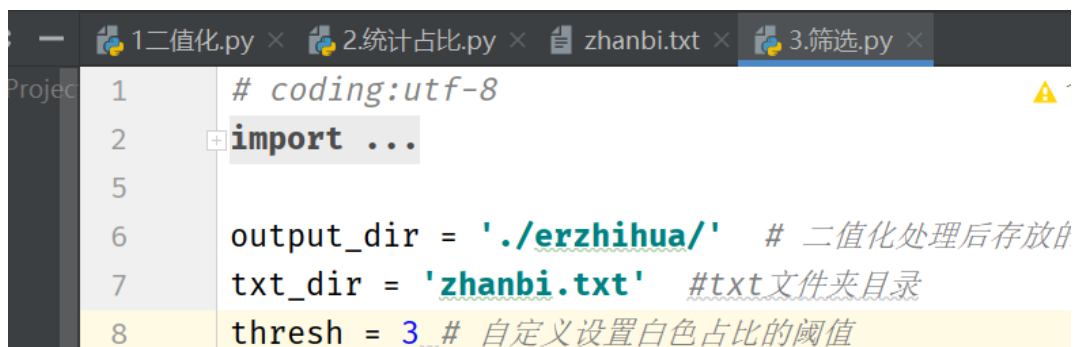 1二值化.py 2.统计占比.py zhanbi.txt 3.筛选.py
Projec
1 # coding:utf-8
2 import ...
5
6 output_dir = './erzhihua/' # 二值化处理后存放的
7 txt_dir = 'zhanbi.txt' #txt文件夹目录
8 thresh = 3 # 自定义设置白色占比的阈值